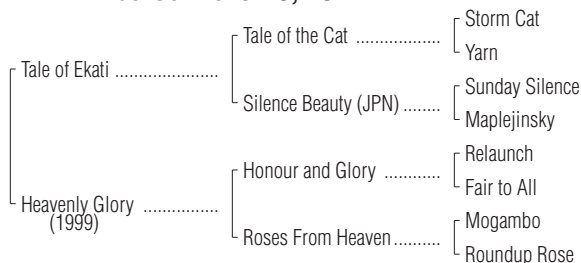 Storm Cat
Tale of the Cat ..................
Yarn
Tale of Ekati ......................
Sunday Silence
Silence Beauty (JPN) ........
Maplejinsky
Relaunch
Honour and Glory ............
Fair to All
Heavenly Glory ................
(1999)
Mogambo
Roses From Heaven..........
Roundup Rose